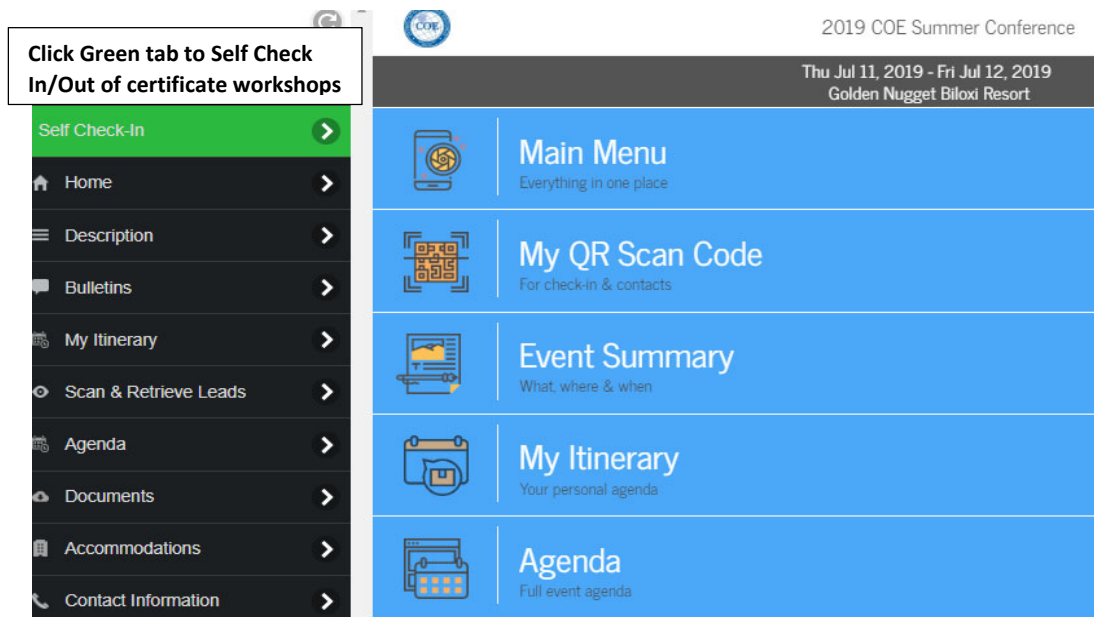 Click Green tab to Self Check
In/Out of certificate workshops
Self Check-In
Home
Description
Bulletins
My Itinerary
Scan & Retrieve Leads
Agenda
Documents
Accommodations
Contact Information
COE
2019 COE Summer Conference
Thu Jul 11, 2019 - Fri Jul 12, 2019
Golden Nugget Biloxi Resort
Main Menu
Everything in one place
My QR Scan Code
For check-in & contacts
Event Summary
What, where & when
My Itinerary
Your personal agenda
Agenda
Full event agenda